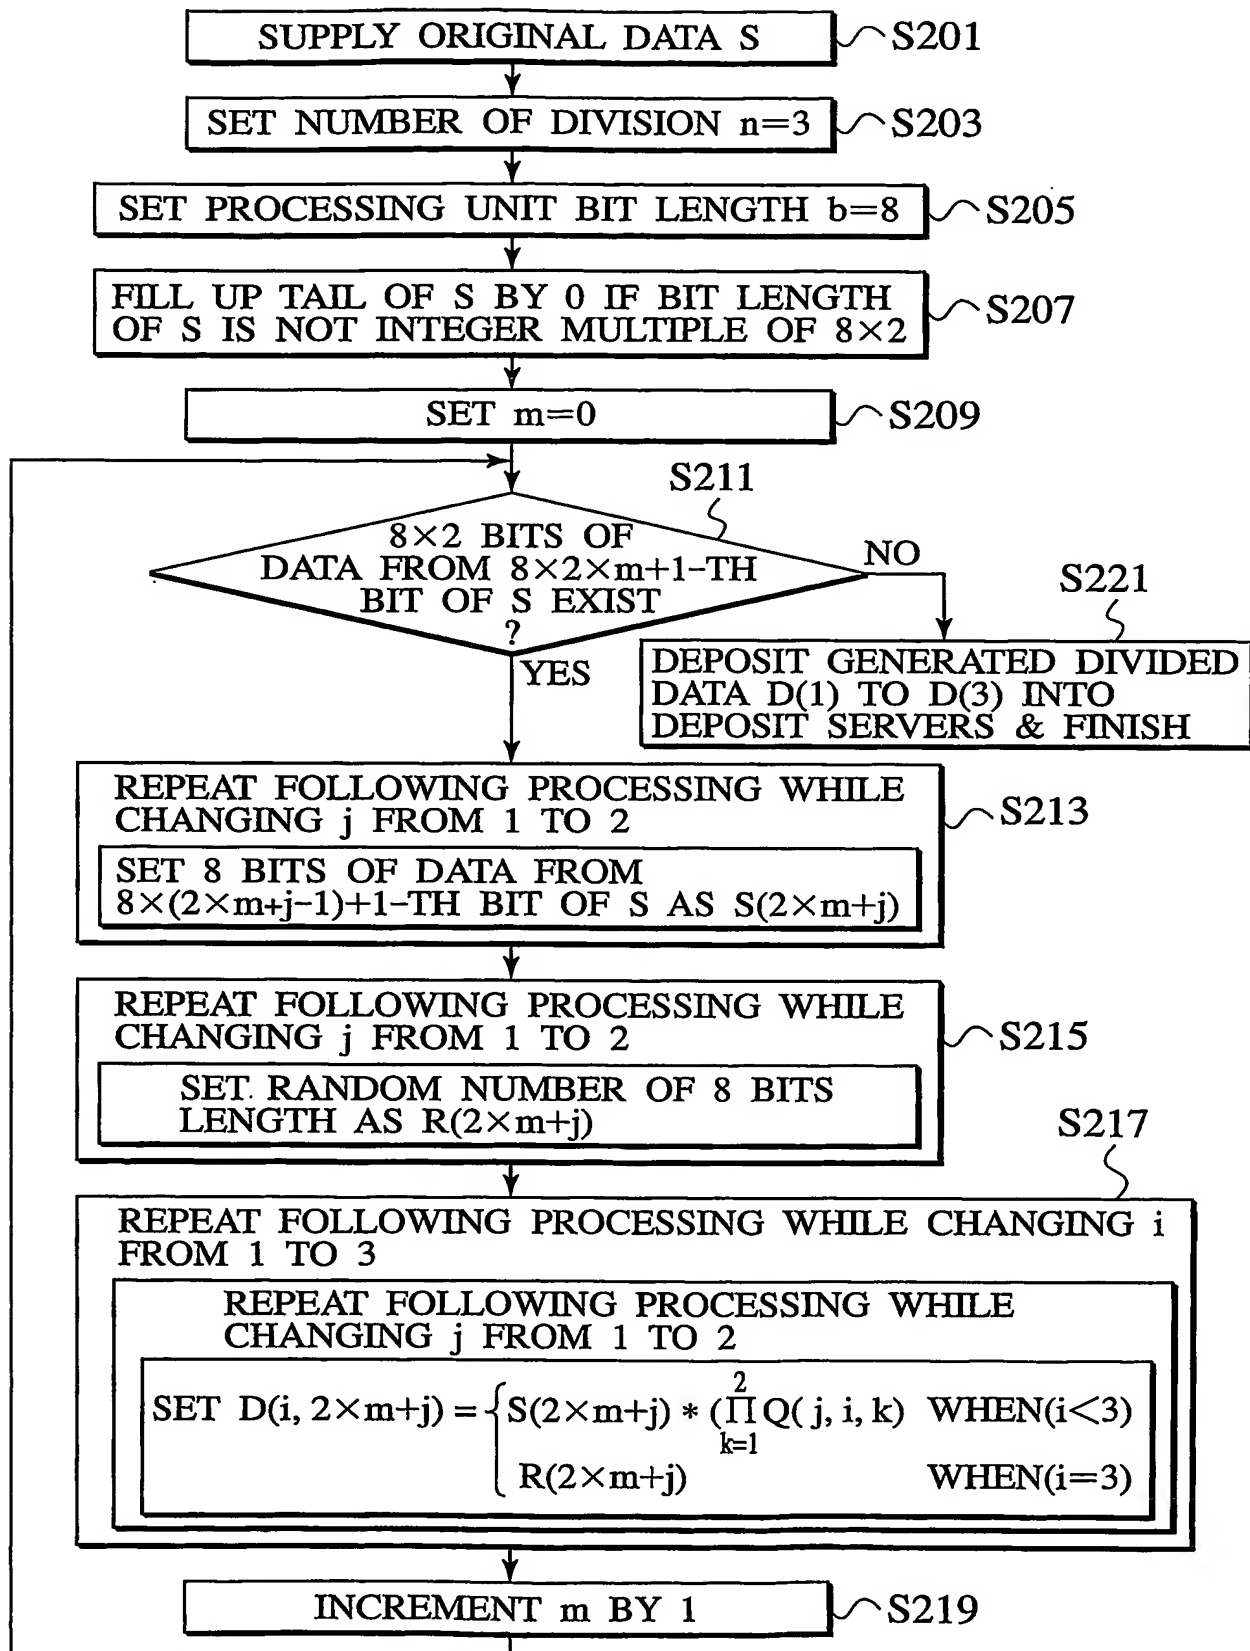 SUPPLY ORIGINAL DATA S
S201
SET NUMBER OF DIVISION n=3
S203
SET PROCESSING UNIT BIT LENGTH b=8
S205
FILL UP TAIL OF S BY 0 IF BIT LENGTH
OF S IS NOT INTEGER MULTIPLE OF 8×2
S207
SET m=0
S209
S211
8×2 BITS OF
DATA FROM 8×2×m+1-TH
BIT OF S EXIST
?
NO
YES
S221
DEPOSIT GENERATED DIVIDED
DATA D(1) TO D(3) INTO
DEPOSIT SERVERS & FINISH
REPEAT FOLLOWING PROCESSING WHILE
CHANGING j FROM 1 TO 2
S213
SET 8 BITS OF DATA FROM
8×(2×m+j-1)+1-TH BIT OF S AS S(2×m+j)
REPEAT FOLLOWING PROCESSING WHILE
CHANGING j FROM 1 TO 2
S215
SET RANDOM NUMBER OF 8 BITS
LENGTH AS R(2×m+j)
S217
REPEAT FOLLOWING PROCESSING WHILE CHANGING i
FROM 1 TO 3
REPEAT FOLLOWING PROCESSING WHILE
CHANGING j FROM 1 TO 2
2
SET D(i, 2×m+j) = { S(2×m+j) * (Π Q(j, i, k) WHEN(i<3)
k=1
R(2×m+j) WHEN(i=3)
INCREMENT m BY 1
S219